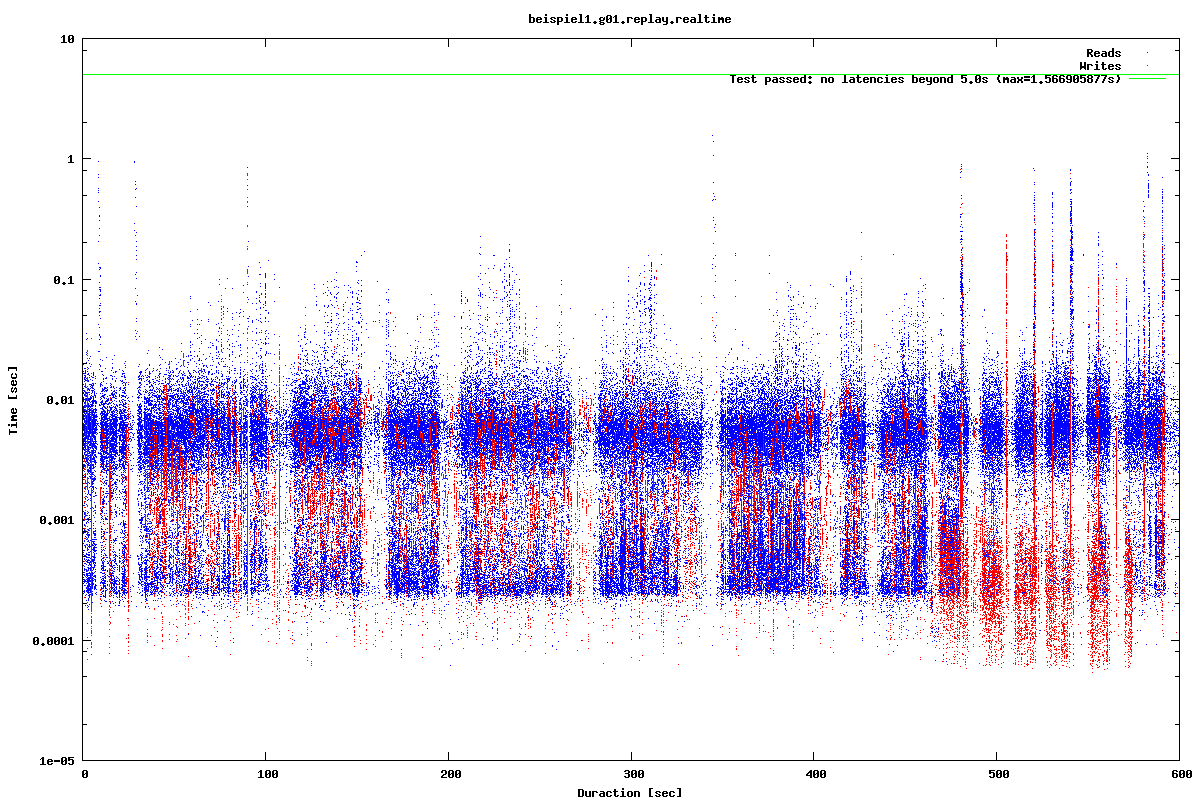 beispiel1.g01.replay.realtime
10
Reads
Writes
Test passed: no latencies beyond 5.0s (max=1.566905877s)
1
0.1
Time [sec]
0.01
0.001
0.0001
1e-05
0 100 200 300 400 500 600
Duraction [sec]